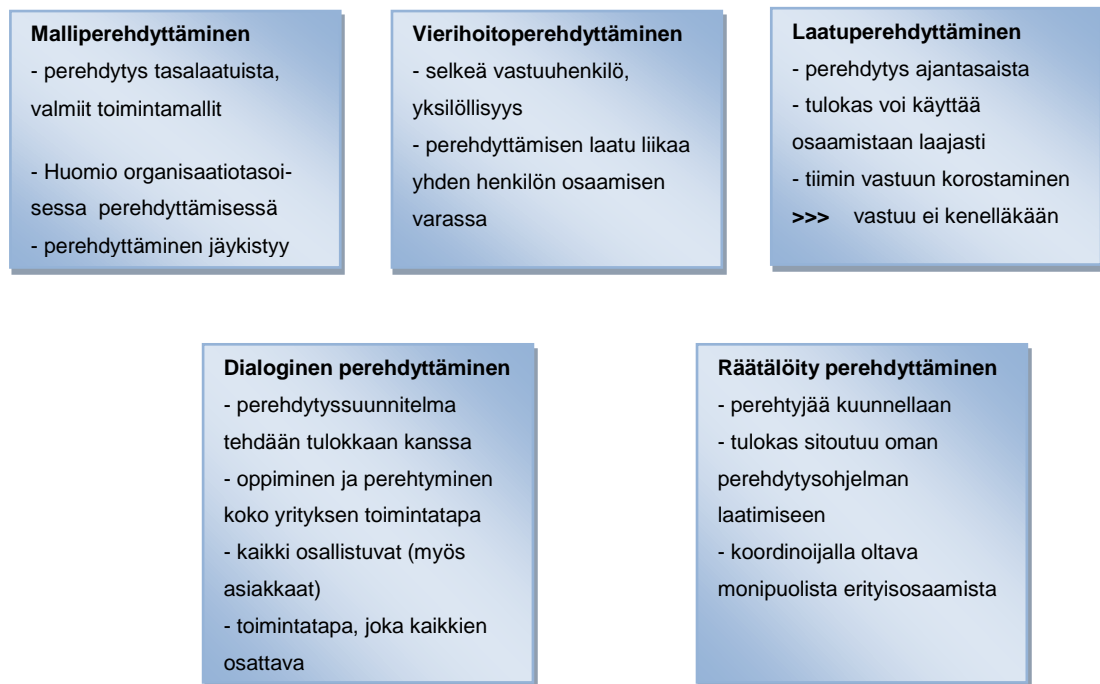 Malliperehdyttäminen
- perehdytys tasalaatuista,
valmiit toimintamallit
- Huomio organisaatiotasoi-
sessa perehdyttämisessä
- perehdyttäminen jäykistyy
Vierihoitoperehdyttäminen
- selkeä vastuuhenkilö,
yksilöllisyys
- perehdyttämisen laatu liikaa
yhden henkilön osaamisen
varassa
Laatuperehdyttäminen
- perehdytys ajantasaista
- tulokas voi käyttää
osaamistaan laajasti
- tiimin vastuun korostaminen
>>> vastuu ei kenelläkään
Dialoginen perehdyttäminen
- perehdytyssuunnitelma
tehdään tulokkaan kanssa
- oppiminen ja perehtyminen
koko yrityksen toimintatapa
- kaikki osallistuvat (myös
asiakkaat)
- toimintatapa, joka kaikkien
osattava
Räätälöity perehdyttäminen
- perehtyjää kuunnellaan
- tulokas sitoutuu oman
perehdytysohjelman
laatimiseen
- koordinoijalla oltava
monipuolista erityisosaamista